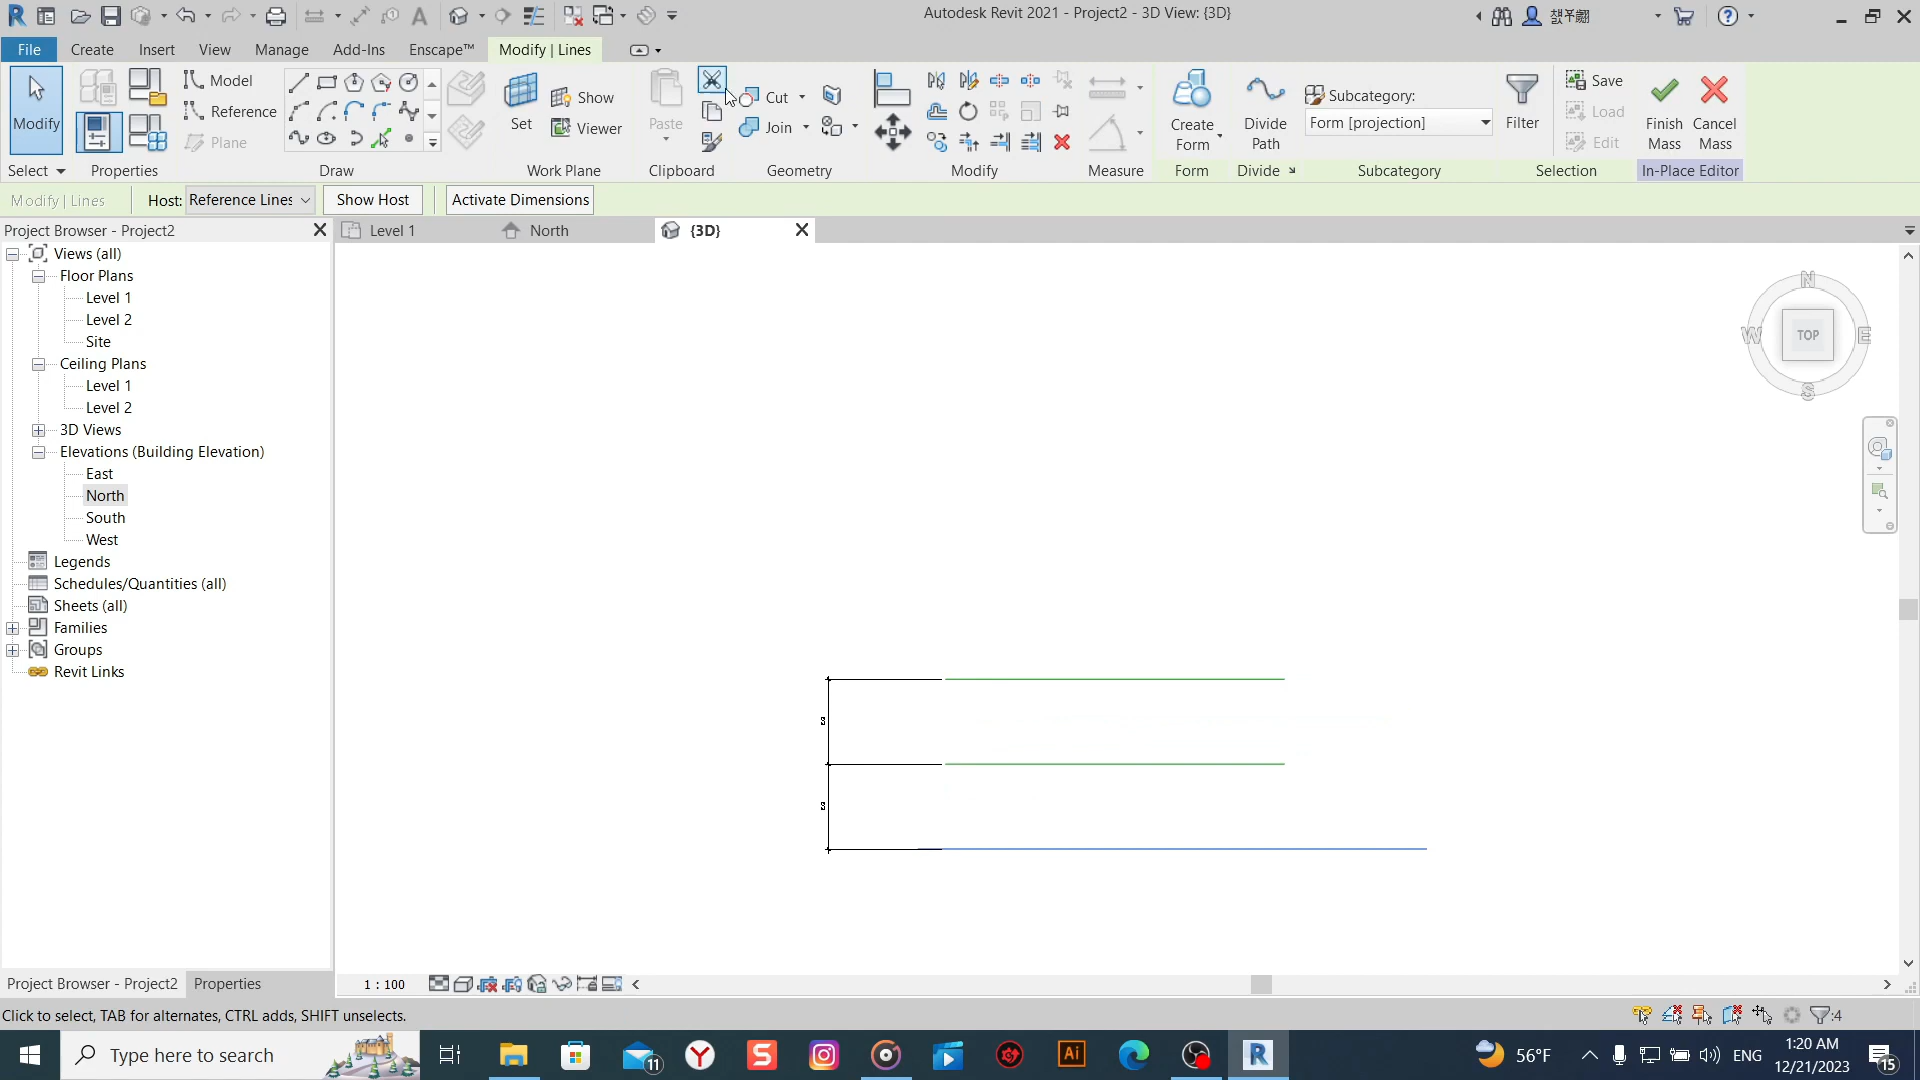 Autodesk Revit 2021 - Project2 - 3D View: {3D}
File Create Insert View Manage Add-Ins Enscape™ Modify | Lines
Modify
Model
Reference
Plane
Set
Show
Viewer
Paste
Cut
Join
Create Form
Divide Path
Subcategory:
Form [projection]
Filter
Save
Load
Edit
Finish Mass
Cancel Mass
Select Properties Draw Work Plane Clipboard Geometry Modify Measure Form Divide Subcategory Selection In-Place Editor
Modify | Lines Host: Reference Lines Show Host Activate Dimensions
Project Browser - Project2
Level 1 North {3D}
Views (all)
Floor Plans
Level 1
Level 2
Site
Ceiling Plans
Level 1
Level 2
3D Views
Elevations (Building Elevation)
East
North
South
West
Legends
Schedules/Quantities (all)
Sheets (all)
Families
Groups
Revit Links
N
W TOP E
S
Project Browser - Project2 Properties
1 : 100
Click to select, TAB for alternates, CTRL adds, SHIFT unselects.
:4
Type here to search
11
Ai
56°F
ENG
1:20 AM
12/21/2023
15